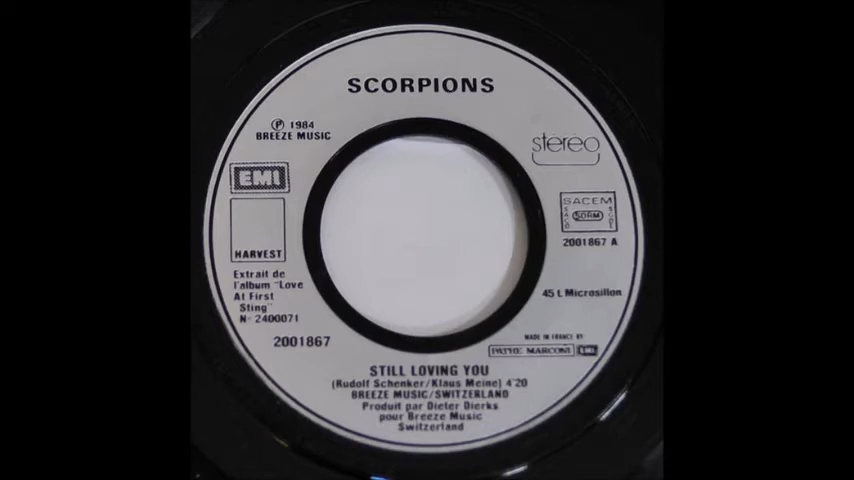 SCORPIONS
℗ 1984
BREEZE MUSIC
stéréo
EMI
HARVEST
SACEM
SDRM
2001867 A
Extrait de
l'album "Love
At First
Sting"
N- 2400071
45 t. Microsillon
2001867
MADE IN FRANCE BY:
PATHE MARCONI EMI
STILL LOVING YOU
(Rudolf Schenker/Klaus Meine) 4'20
BREEZE MUSIC/SWITZERLAND
Produit par Dieter Dierks
pour Breeze Music
Switzerland